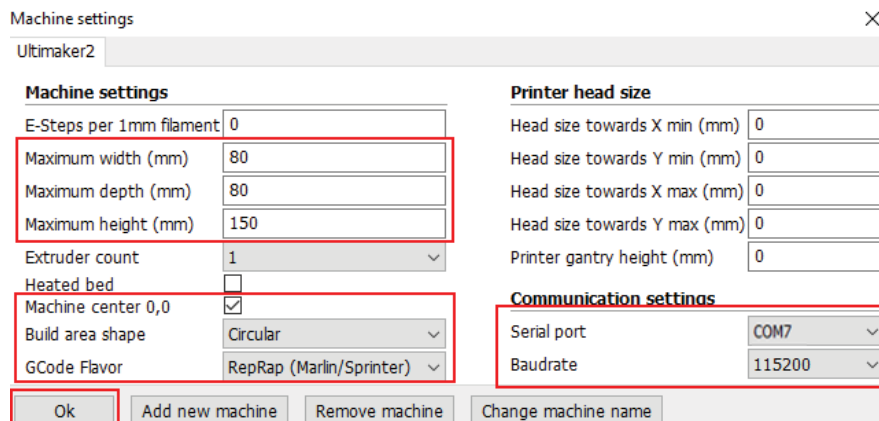 Machine settings
Ultimaker2
Machine settings
E-Steps per 1mm filament 0
Maximum width (mm) 80
Maximum depth (mm) 80
Maximum height (mm) 150
Extruder count 1
Heated bed
Machine center 0,0
Build area shape Circular
GCode Flavor RepRap (Marlin/Sprinter)
Printer head size
Head size towards X min (mm) 0
Head size towards Y min (mm) 0
Head size towards X max (mm) 0
Head size towards Y max (mm) 0
Printer gantry height (mm) 0
Communication settings
Serial port COM7
Baudrate 115200
Ok Add new machine Remove machine Change machine name